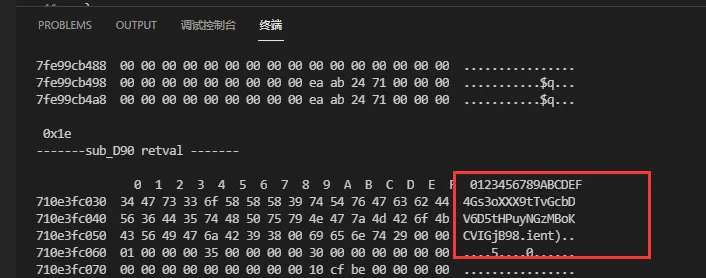 PROBLEMS OUTPUT 调试控制台 终端
7fe99cb488 00 00 00 00 00 00 00 00 00 00 00 00 00 00 00 00 ................
7fe99cb498 00 00 00 00 00 00 00 00 00 ea ab 24 71 00 00 00 ...........$q...
7fe99cb4a8 00 00 00 00 00 00 00 00 00 ea ab 24 71 00 00 00 ...........$q...
0x1e
-------sub_D90 retval -------
0 1 2 3 4 5 6 7 8 9 A B C D E F 0123456789ABCDEF
710e3fc030 34 47 73 33 6f 58 58 58 39 74 54 76 47 63 62 44 4Gs3oXXX9tTvGcbD
710e3fc040 56 36 44 35 74 48 50 75 79 4e 47 7a 4d 42 6f 4b V6D5tHPuyNGzMBoK
710e3fc050 43 56 49 47 6a 42 39 38 00 69 65 6e 74 29 00 00 CVIGjB98.ient)..
710e3fc060 01 00 00 00 35 00 00 00 00 30 00 00 00 00 00 00 ....5....0......
710e3fc070 00 00 00 00 00 00 00 00 00 10 cf be 00 00 00 00 ................